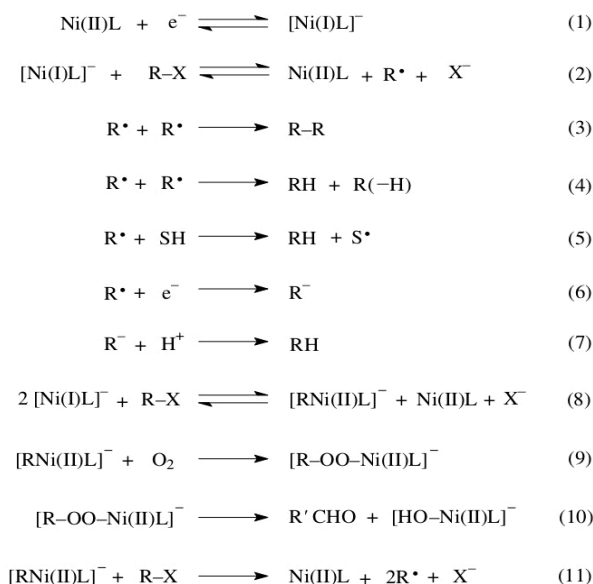 Ni(II)L + e⁻ ⇌ [Ni(I)L]⁻ (1)
[Ni(I)L]⁻ + R–X ⇌ Ni(II)L + R• + X⁻ (2)
R• + R• ⟶ R–R (3)
R• + R• ⟶ RH + R(−H) (4)
R• + SH ⟶ RH + S• (5)
R• + e⁻ ⟶ R⁻ (6)
R⁻ + H⁺ ⟶ RH (7)
2 [Ni(I)L]⁻ + R–X ⇌ [RNi(II)L]⁻ + Ni(II)L + X⁻ (8)
[RNi(II)L]⁻ + O₂ ⟶ [R–OO–Ni(II)L]⁻ (9)
[R–OO–Ni(II)L]⁻ ⟶ R′CHO + [HO–Ni(II)L]⁻ (10)
[RNi(II)L]⁻ + R–X ⟶ Ni(II)L + 2R• + X⁻ (11)